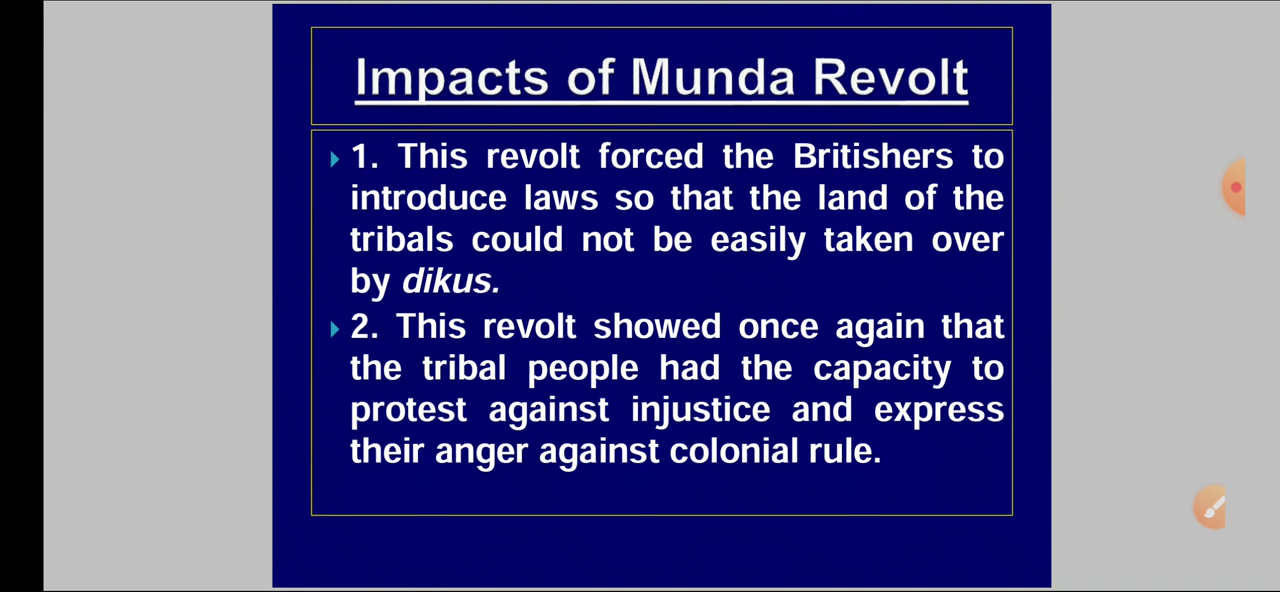 Impacts of Munda Revolt
1. This revolt forced the Britishers to
introduce laws so that the land of the
tribals could not be easily taken over
by dikus.
2. This revolt showed once again that
the tribal people had the capacity to
protest against injustice and express
their anger against colonial rule.